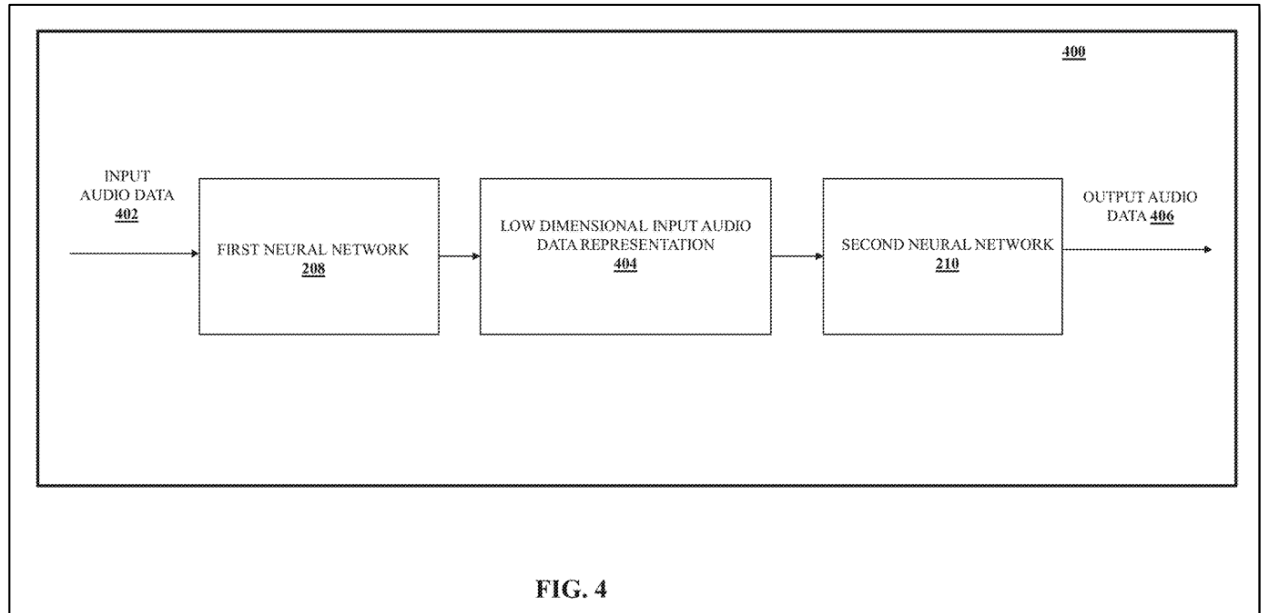 400
INPUT
AUDIO DATA
402
FIRST NEURAL NETWORK
208
LOW DIMENSIONAL INPUT AUDIO
DATA REPRESENTATION
404
SECOND NEURAL NETWORK
210
OUTPUT AUDIO
DATA 406
FIG. 4